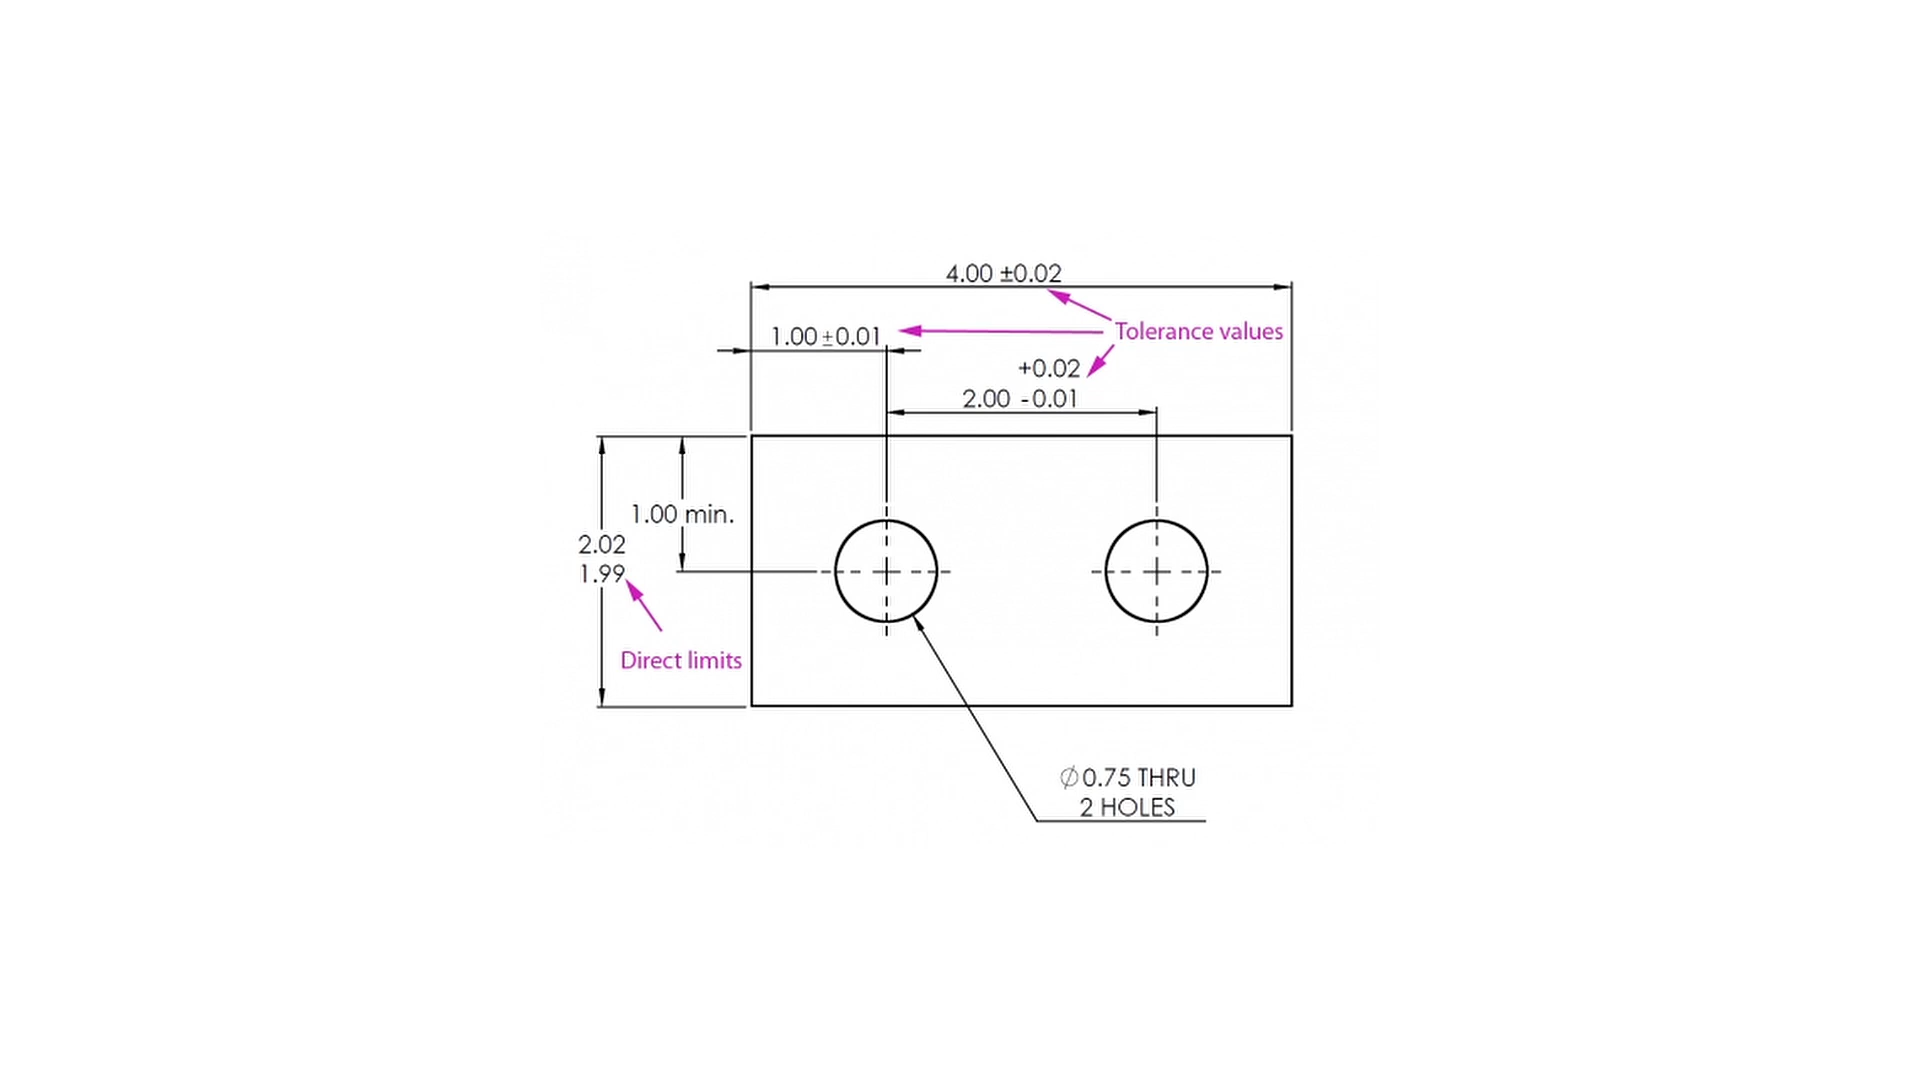 4.00 ±0.02
1.00±0.01
Tolerance values
+0.02
2.00 -0.01
1.00 min.
2.02
1.99
Direct limits
∅0.75 THRU
2 HOLES